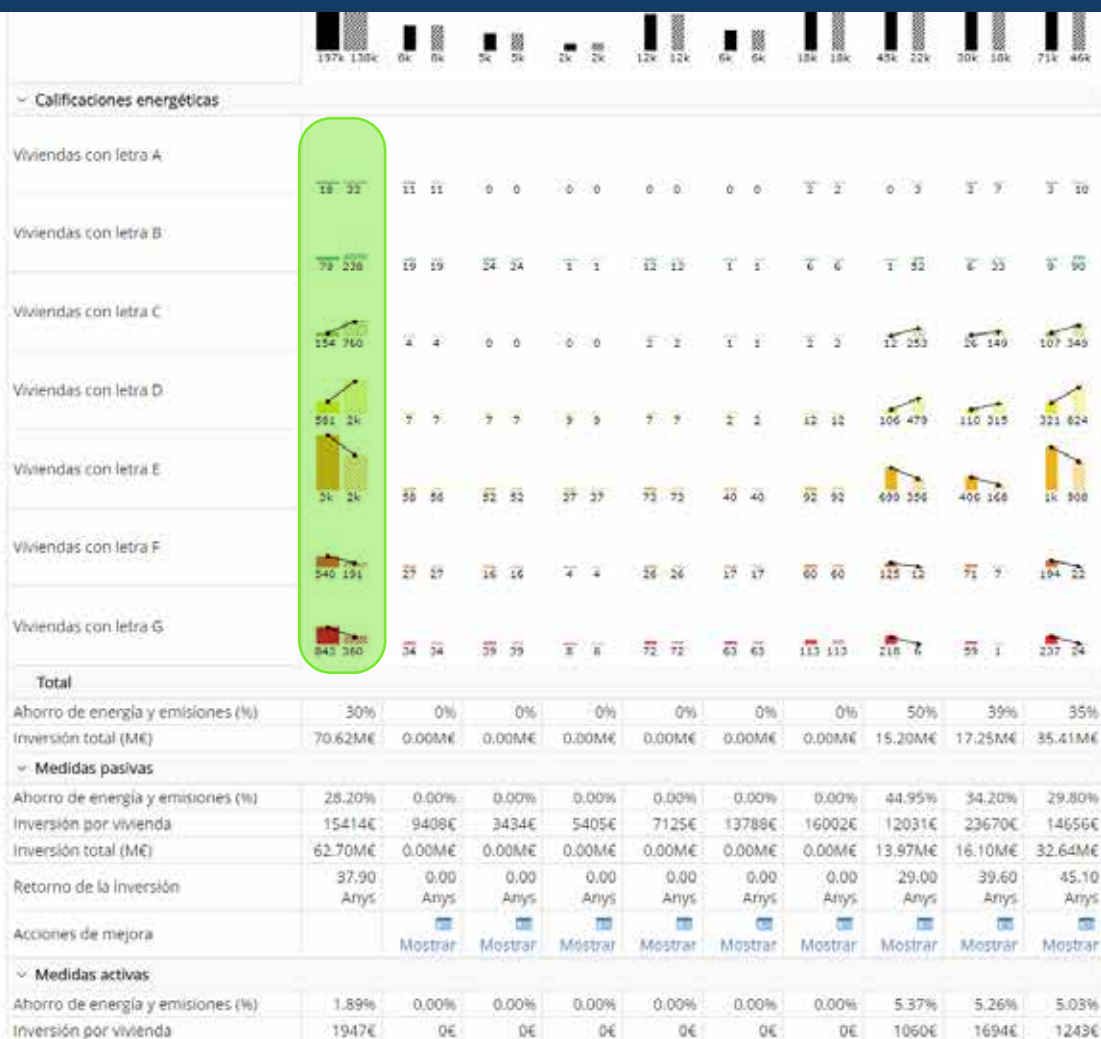 197k 138k 6k 6k 5k 5k 2k 2k 12k 12k 6k 6k 18k 18k 45k 22k 30k 18k 71k 46k
Calificaciones energéticas
Viviendas con letra A
11 11 0 0 0 0 0 0 0 0 2 2 0 3 3 10
Viviendas con letra B
79 238 19 19 24 24 1 1 12 12 1 1 6 6 1 52 6 33 9 90
Viviendas con letra C
154 760 4 4 0 0 0 0 2 2 1 1 2 2 12 253 26 149 107 349
Viviendas con letra D
2k 7 7 7 7 7 7 2 2 12 12 106 479 110 315 321 824
Viviendas con letra E
3k 2k 52 52 73 73 40 40 92 92 356 406 168 1k 908
Viviendas con letra F
540 191 27 27 16 16 4 4 26 26 17 17 60 60 125 12 71 7 194 22
Viviendas con letra G
843 360 34 34 39 39 8 8 72 72 63 63 113 113 218 6 59 1 237 24
Total
Ahorro de energía y emisiones (%) 30% 0% 0% 0% 0% 0% 0% 50% 39% 35%
Inversión total (M€) 70.62M€ 0.00M€ 0.00M€ 0.00M€ 0.00M€ 0.00M€ 0.00M€ 15.20M€ 17.25M€ 35.41M€
Medidas pasivas
Ahorro de energía y emisiones (%) 28.20% 0.00% 0.00% 0.00% 0.00% 0.00% 0.00% 44.95% 34.20% 29.80%
Inversión por vivienda 15414€ 9408€ 3434€ 5405€ 7125€ 13788€ 16002€ 12031€ 23670€ 14656€
Inversión total (M€) 62.70M€ 0.00M€ 0.00M€ 0.00M€ 0.00M€ 0.00M€ 0.00M€ 13.97M€ 16.10M€ 32.64M€
Retorno de la inversión 37.90 0.00 0.00 0.00 0.00 0.00 0.00 29.00 39.60 45.10
Anys Anys Anys Anys Anys Anys Anys Anys Anys Anys
Acciones de mejora Mostrar Mostrar Mostrar Mostrar Mostrar Mostrar Mostrar Mostrar Mostrar
Medidas activas
Ahorro de energía y emisiones (%) 1.89% 0.00% 0.00% 0.00% 0.00% 0.00% 0.00% 5.37% 5.26% 5.03%
Inversión por vivienda 1947€ 0€ 0€ 0€ 0€ 0€ 0€ 1060€ 1694€ 1243€